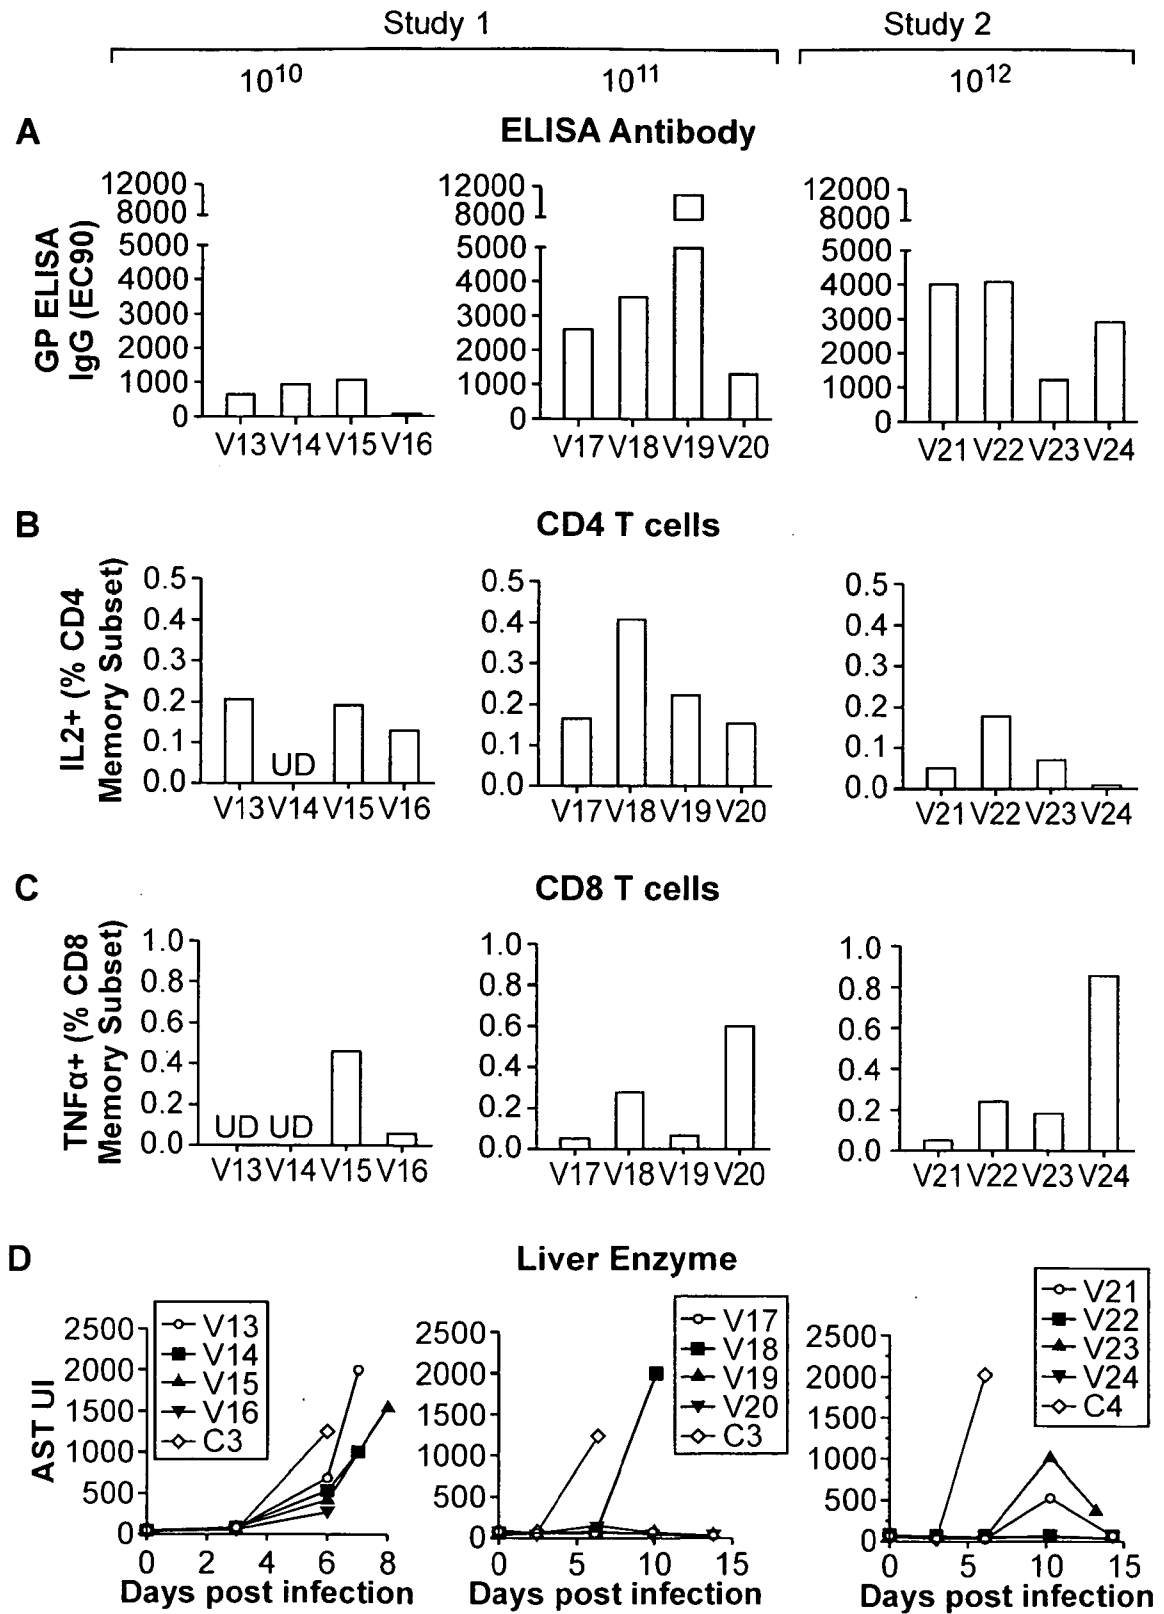 Study 1 Study 2
10¹⁰ 10¹¹ 10¹²
A ELISA Antibody
GP ELISA
IgG (EC90)
12000 12000 12000
8000 8000 8000
5000 5000 5000
4000 4000 4000
3000 3000 3000
2000 2000 2000
1000 1000 1000
0 0 0
V13 V14 V15 V16 V17 V18 V19 V20 V21 V22 V23 V24
B CD4 T cells
IL2+ (% CD4
Memory Subset)
0.5 0.5 0.5
0.4 0.4 0.4
0.3 0.3 0.3
0.2 0.2 0.2
0.1 0.1 0.1
UD
0.0 0.0 0.0
V13 V14 V15 V16 V17 V18 V19 V20 V21 V22 V23 V24
C CD8 T cells
TNFα+ (% CD8
Memory Subset)
1.0 1.0 1.0
0.8 0.8 0.8
0.6 0.6 0.6
0.4 0.4 0.4
0.2 0.2 0.2
UD UD
0.0 0.0 0.0
V13 V14 V15 V16 V17 V18 V19 V20 V21 V22 V23 V24
D Liver Enzyme
AST UI
2500
2000
1500
1000
500
0
V13
V14
V15
V16
C3
0 2 4 6 8
Days post infection
2500
2000
1500
1000
500
0
V17
V18
V19
V20
C3
0 5 10 15
Days post infection
2500
2000
1500
1000
500
0
V21
V22
V23
V24
C4
0 5 10 15
Days post infection